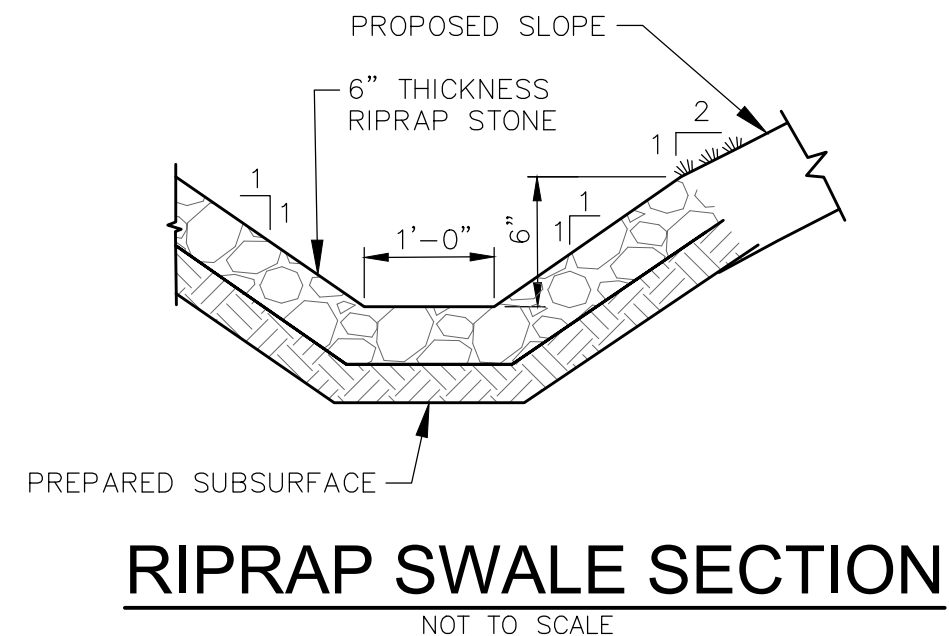 PROPOSED SLOPE
6” THICKNESS
RIPRAP STONE
2
1
1
1
1
1
6”
1’-0”
PREPARED SUBSURFACE
RIPRAP SWALE SECTION
NOT TO SCALE